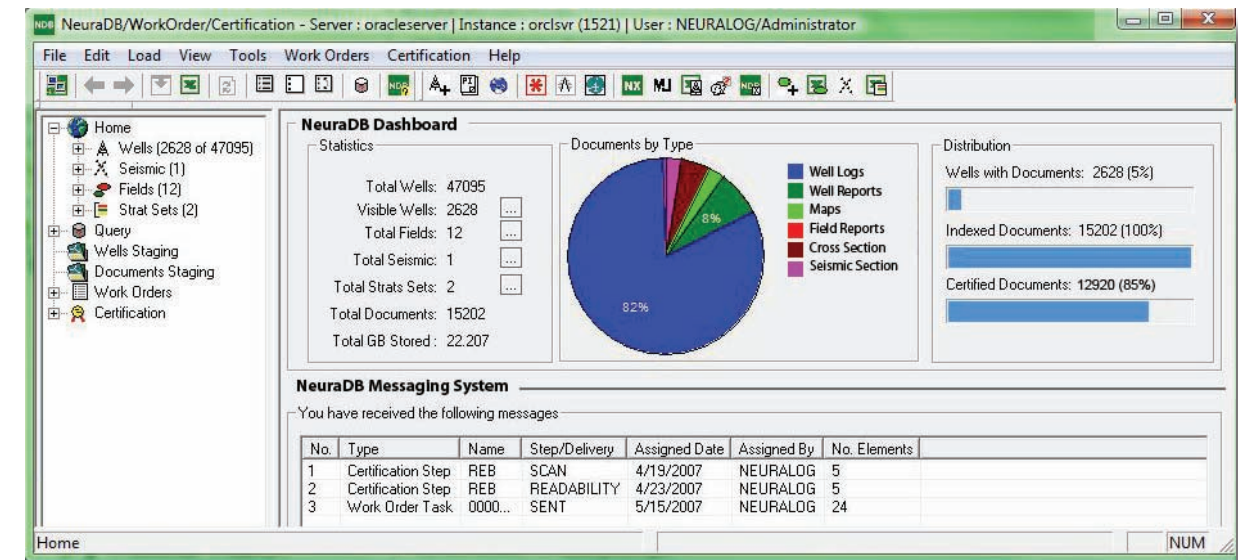 NeuraDB/WorkOrder/Certification - Server : oracleserver | Instance : orclsvr (1521) | User : NEURALOG/Administrator
File Edit Load View Tools Work Orders Certification Help
Home
Wells (2628 of 47095)
Seismic (1)
Fields (12)
Strat Sets (2)
Query
Wells Staging
Documents Staging
Work Orders
Certification
NeuraDB Dashboard
Statistics
Total Wells: 47095
Visible Wells: 2628 ...
Total Fields: 12 ...
Total Seismic: 1 ...
Total Strats Sets: 2 ...
Total Documents: 15202
Total GB Stored : 22.207
Documents by Type
8%
82%
Well Logs
Well Reports
Maps
Field Reports
Cross Section
Seismic Section
Distribution
Wells with Documents: 2628 (5%)
Indexed Documents: 15202 (100%)
Certified Documents: 12920 (85%)
NeuraDB Messaging System
You have received the following messages
No. Type Name Step/Delivery Assigned Date Assigned By No. Elements
1 Certification Step REB SCAN 4/19/2007 NEURALOG 5
2 Certification Step REB READABILITY 4/23/2007 NEURALOG 5
3 Work Order Task 0000... SENT 5/15/2007 NEURALOG 24
Home NUM